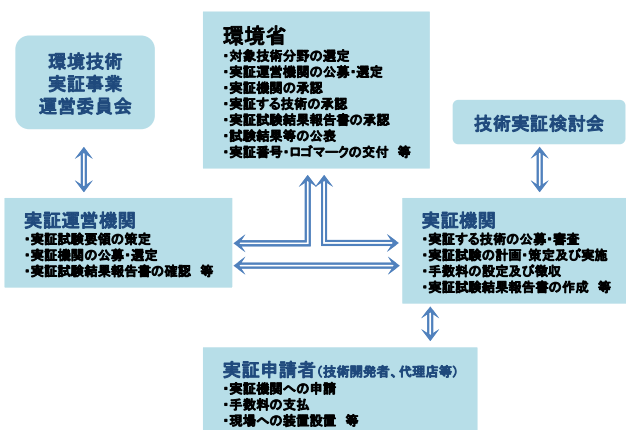 環境技術
実証事業
運営委員会
環境省
・対象技術分野の選定
・実証運営機関の公募・選定
・実証機関の承認
・実証する技術の承認
・実証試験結果報告書の承認
・試験結果等の公表
・実証番号・ロゴマークの交付 等
技術実証検討会
実証運営機関
・実証試験要領の策定
・実証機関の公募・選定
・実証試験結果報告書の確認 等
実証機関
・実証する技術の公募・審査
・実証試験の計画・策定及び実施
・手数料の設定及び徴収
・実証試験結果報告書の作成 等
実証申請者(技術開発者、代理店等)
・実証機関への申請
・手数料の支払
・現場への装置設置 等